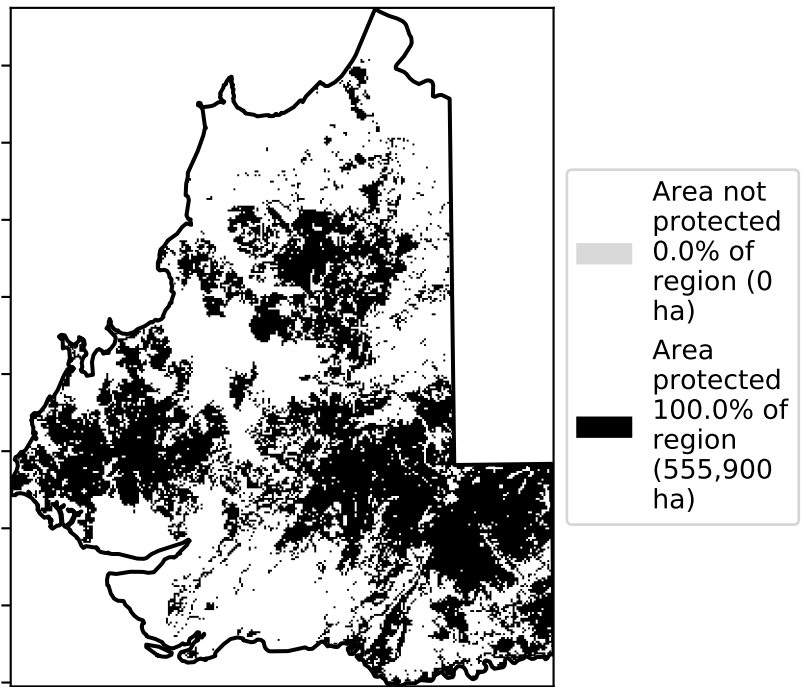 Area not
protected
0.0% of
region (0
ha)
Area
protected
100.0% of
region
(555,900
ha)